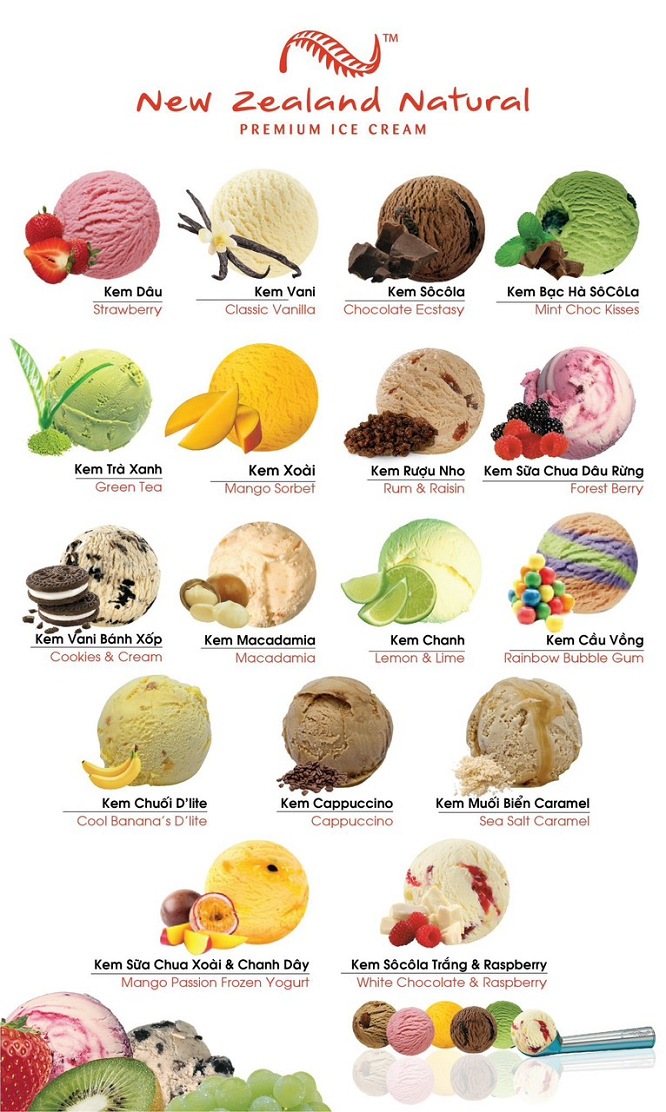 TM
New Zealand Natural
PREMIUM ICE CREAM
Kem Dâu
Strawberry
Kem Vani
Classic Vanilla
Kem Sôcôla
Chocolate Ecstasy
Kem Bạc Hà SôCôLa
Mint Choc Kisses
Kem Trà Xanh
Green Tea
Kem Xoài
Mango Sorbet
Kem Rượu Nho
Rum & Raisin
Kem Sữa Chua Dâu Rừng
Forest Berry
Kem Vani Bánh Xốp
Cookies & Cream
Kem Macadamia
Macadamia
Kem Chanh
Lemon & Lime
Kem Cầu Vồng
Rainbow Bubble Gum
Kem Chuối D'lite
Cool Banana's D'lite
Kem Cappuccino
Cappuccino
Kem Muối Biển Caramel
Sea Salt Caramel
Kem Sữa Chua Xoài & Chanh Dây
Mango Passion Frozen Yogurt
Kem Sôcôla Trắng & Raspberry
White Chocolate & Raspberry